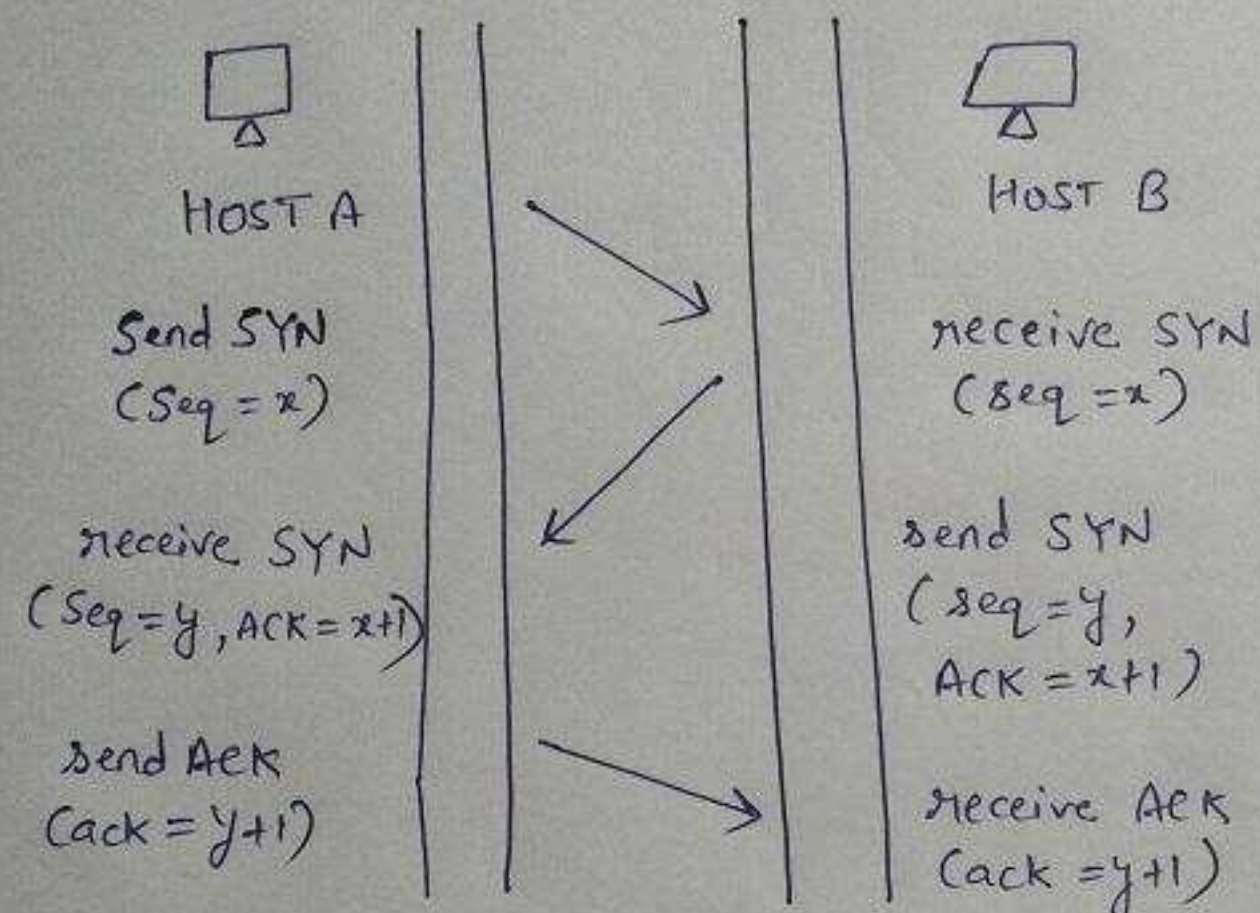 HOST A
HOST B
Send SYN
(Seq = x)
receive SYN
(seq = x)
receive SYN
(Seq = y, ACK = x+1)
send SYN
(seq = y,
ACK = x+1)
send ACK
(ack = y+1)
receive ACK
(ack = y+1)